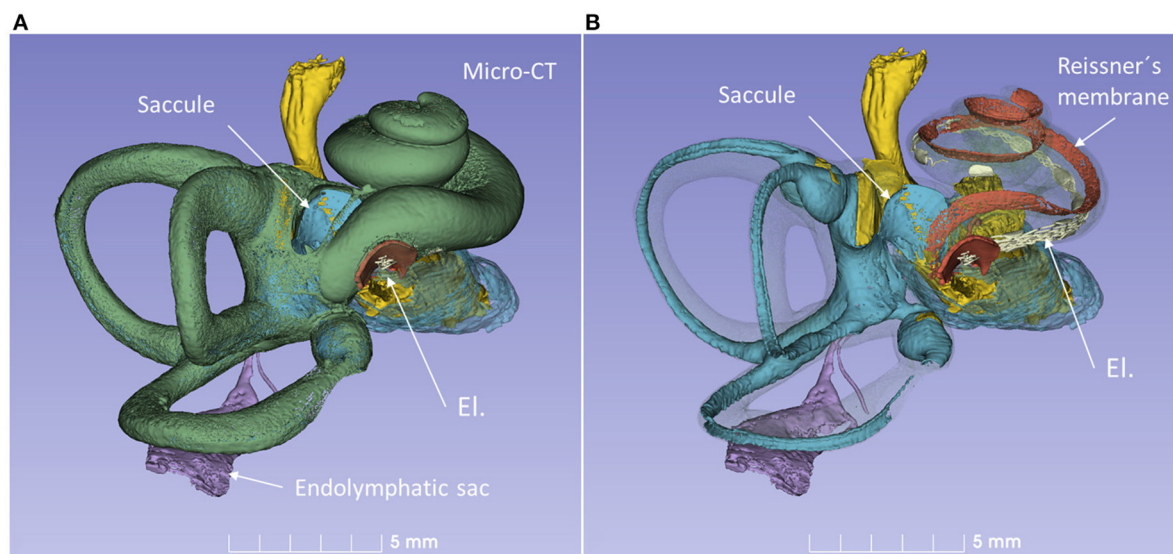 A
Micro-CT
Saccule
El.
Endolymphatic sac
5 mm
B
Reissner´s
membrane
Saccule
El.
5 mm